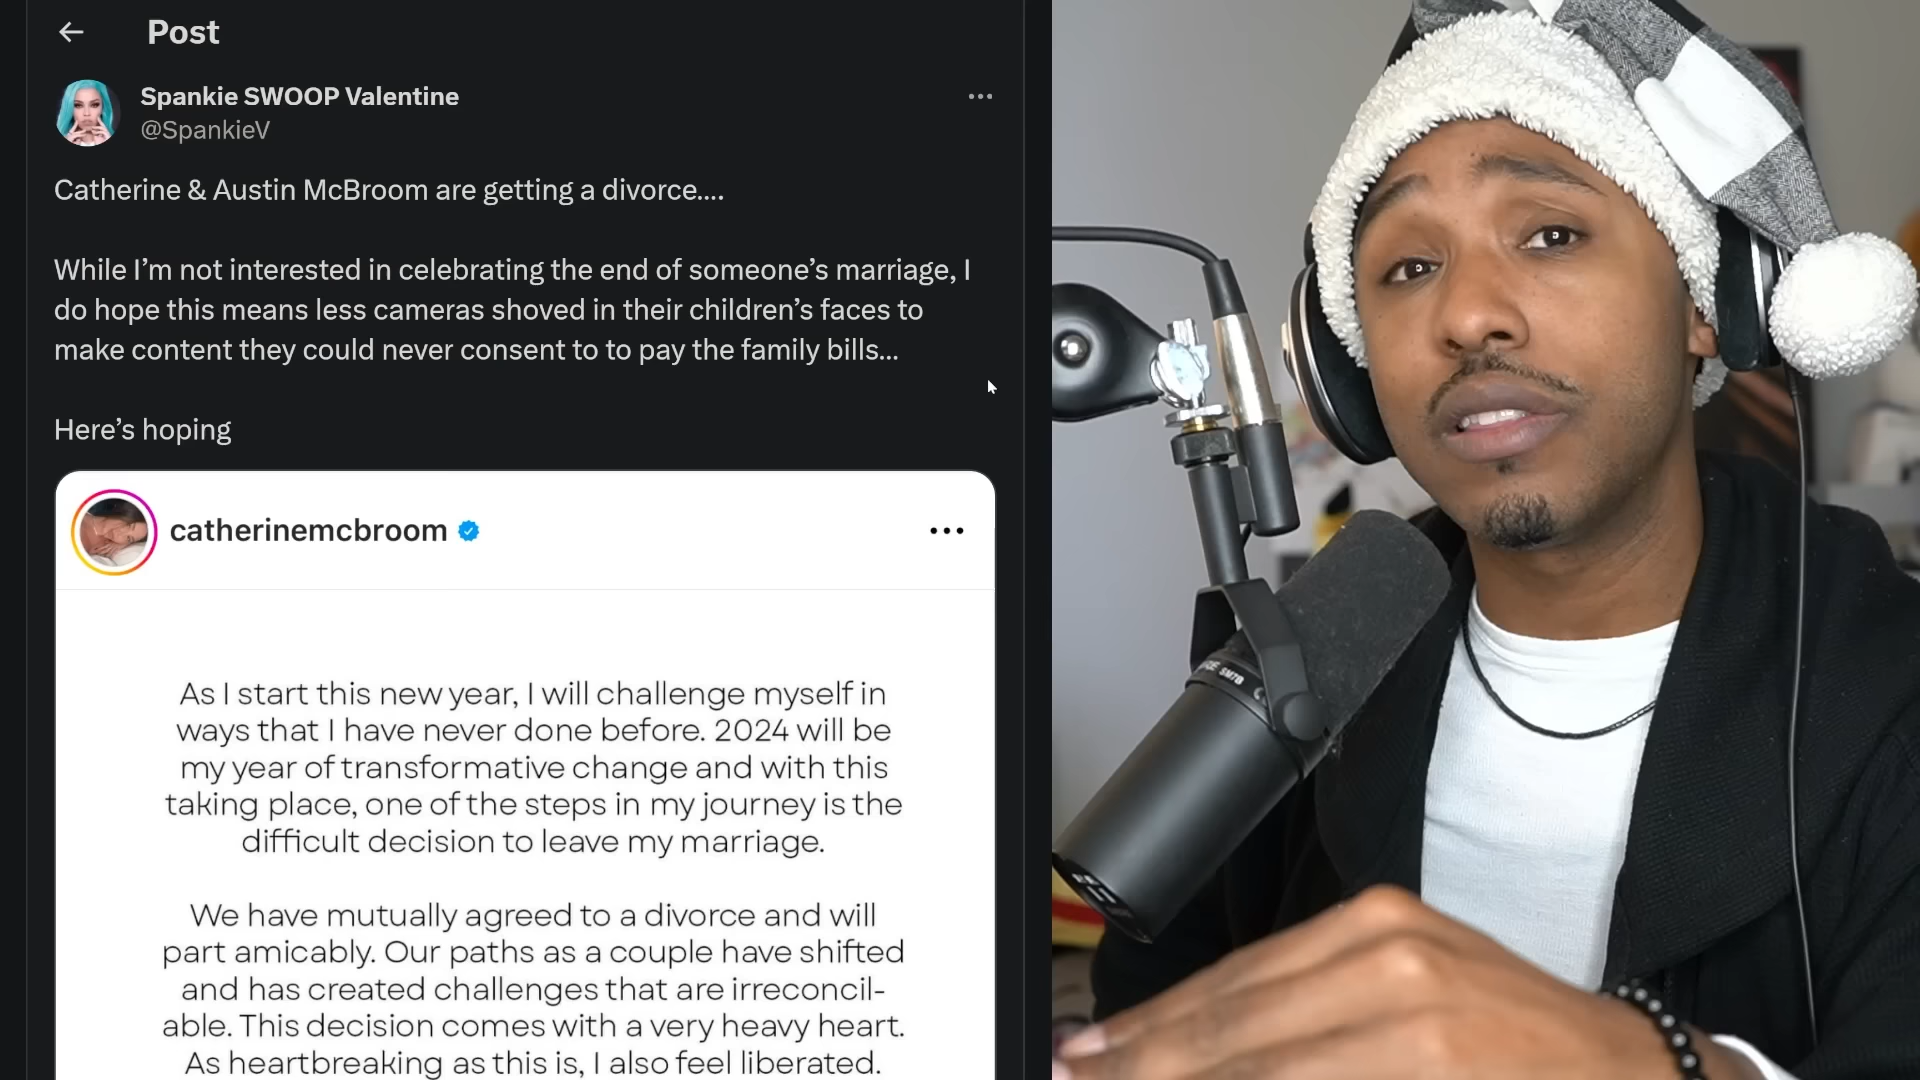 Post
Spankie SWOOP Valentine
@SpankieV
Catherine & Austin McBroom are getting a divorce....
While I’m not interested in celebrating the end of someone’s marriage, I
do hope this means less cameras shoved in their children’s faces to
make content they could never consent to to pay the family bills...
Here’s hoping
catherinemcbroom
As I start this new year, I will challenge myself in
ways that I have never done before. 2024 will be
my year of transformative change and with this
taking place, one of the steps in my journey is the
difficult decision to leave my marriage.
We have mutually agreed to a divorce and will
part amicably. Our paths as a couple have shifted
and has created challenges that are irreconcil-
able. This decision comes with a very heavy heart.
As heartbreaking as this is, I also feel liberated.
SM7B